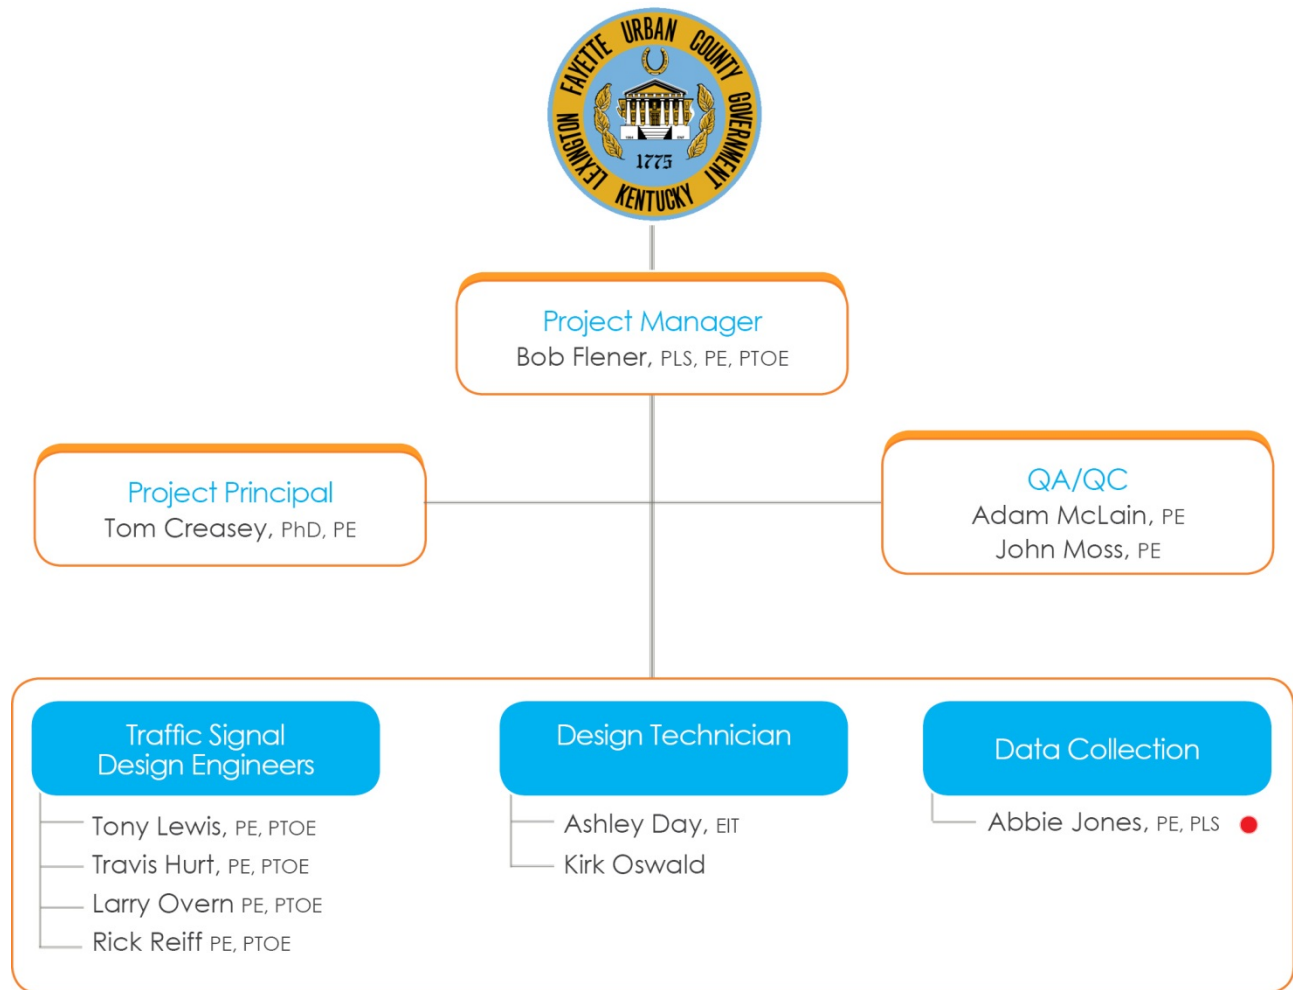 LEXINGTON FAYETTE URBAN COUNTY GOVERNMENT
1775
KENTUCKY
Project Manager
Bob Flener, PLS, PE, PTOE
Project Principal
Tom Creasey, PhD, PE
QA/QC
Adam McLain, PE
John Moss, PE
Traffic Signal
Design Engineers
Tony Lewis, PE, PTOE
Travis Hurt, PE, PTOE
Larry Overn PE, PTOE
Rick Reiff PE, PTOE
Design Technician
Ashley Day, EIT
Kirk Oswald
Data Collection
Abbie Jones, PE, PLS